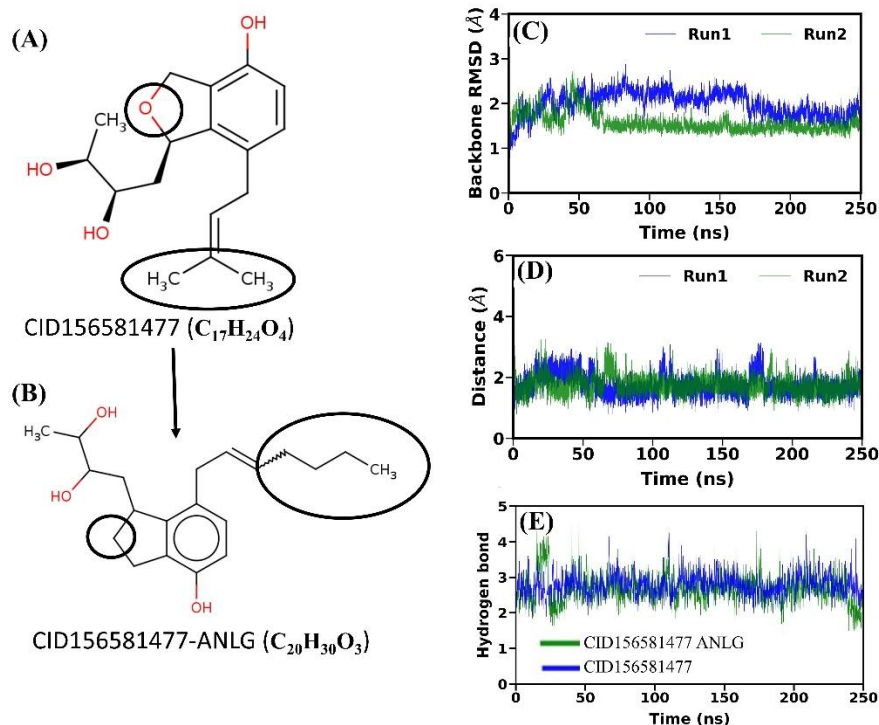 (A)
OH
O
CH₃
HO
HO
H₃C
CH₃
CID156581477 (C₁₇H₂₄O₄)
(B)
OH
H₃C
HO
CH₃
OH
CID156581477-ANLG (C₂₀H₃₀O₃)
(C)
Run1
Run2
Backbone RMSD (Å)
4
3
2
1
0
0
50
100
150
200
250
Time (ns)
(D)
Run1
Run2
Distance (Å)
6
4
2
0
0
50
100
150
200
250
Time (ns)
(E)
Hydrogen bond
5
4
3
2
1
0
CID156581477 ANLG
CID156581477
0
50
100
150
200
250
Time (ns)